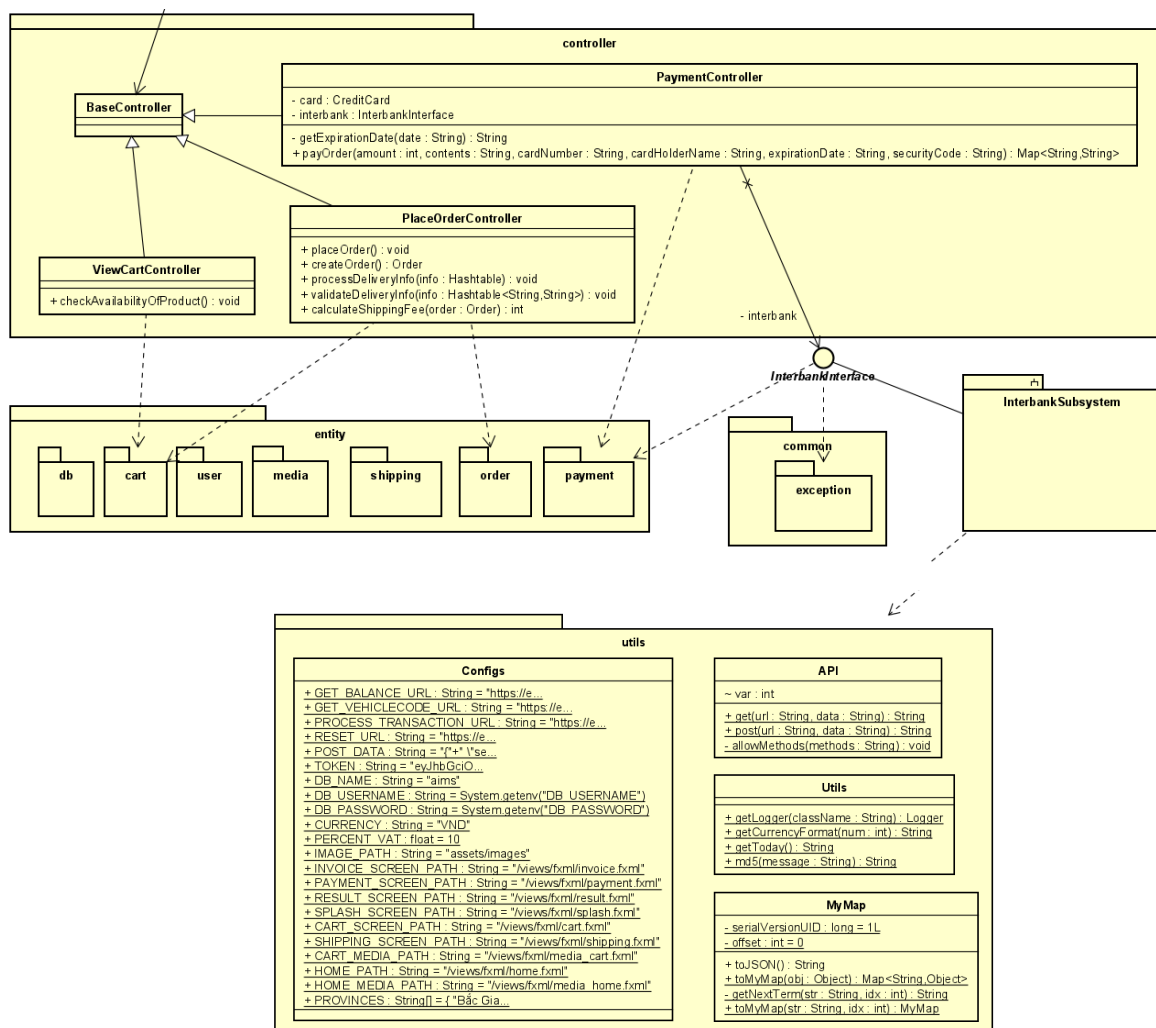 controller
PaymentController
- card : CreditCard
- interbank : InterbankInterface
- getExpirationDate(date : String) : String
+ payOrder(amount : int, contents : String, cardNumber : String, cardHolderName : String, expirationDate : String, securityCode : String) : Map<String,String>
BaseController
PlaceOrderController
+ placeOrder() : void
+ createOrder() : Order
+ processDeliveryInfo(info : Hashtable) : void
+ validateDeliveryInfo(info : Hashtable<String,String>) : void
+ calculateShippingFee(order : Order) : int
ViewCartController
+ checkAvailabilityOfProduct() : void
- interbank
InterbankInterface
InterbankSubsystem
entity
db
cart
user
media
shipping
order
payment
common
exception
utils
Configs
+ GET_BALANCE_URL : String = "https://e...
+ GET_VEHICLECODE_URL : String = "https://e...
+ PROCESS_TRANSACTION_URL : String = "https://e...
+ RESET_URL : String = "https://e...
+ POST_DATA : String = "{"+" \"se...
+ TOKEN : String = "eyJhbGciO...
+ DB_NAME : String = "aims"
+ DB_USERNAME : String = System.getenv("DB_USERNAME")
+ DB_PASSWORD : String = System.getenv("DB_PASSWORD")
+ CURRENCY : String = "VND"
+ PERCENT_VAT : float = 10
+ IMAGE_PATH : String = "assets/images"
+ INVOICE_SCREEN_PATH : String = "/views/fxml/invoice.fxml"
+ PAYMENT_SCREEN_PATH : String = "/views/fxml/payment.fxml"
+ RESULT_SCREEN_PATH : String = "/views/fxml/result.fxml"
+ SPLASH_SCREEN_PATH : String = "/views/fxml/splash.fxml"
+ CART_SCREEN_PATH : String = "/views/fxml/cart.fxml"
+ SHIPPING_SCREEN_PATH : String = "/views/fxml/shipping.fxml"
+ CART_MEDIA_PATH : String = "/views/fxml/media_cart.fxml"
+ HOME_PATH : String = "/views/fxml/home.fxml"
+ HOME_MEDIA_PATH : String = "/views/fxml/media_home.fxml"
+ PROVINCES : String[] = { "Bắc Gia...
API
~ var : int
+ get(url : String, data : String) : String
+ post(url : String, data : String) : String
- allowMethods(methods : String) : void
Utils
+ getLogger(className : String) : Logger
+ getCurrencyFormat(num : int) : String
+ getToday() : String
+ md5(message : String) : String
MyMap
- serialVersionUID : long = 1L
- offset : int = 0
+ toJSON() : String
+ toMyMap(obj : Object) : Map<String,Object>
- getNextTerm(str : String, idx : int) : String
+ toMyMap(str : String, idx : int) : MyMap